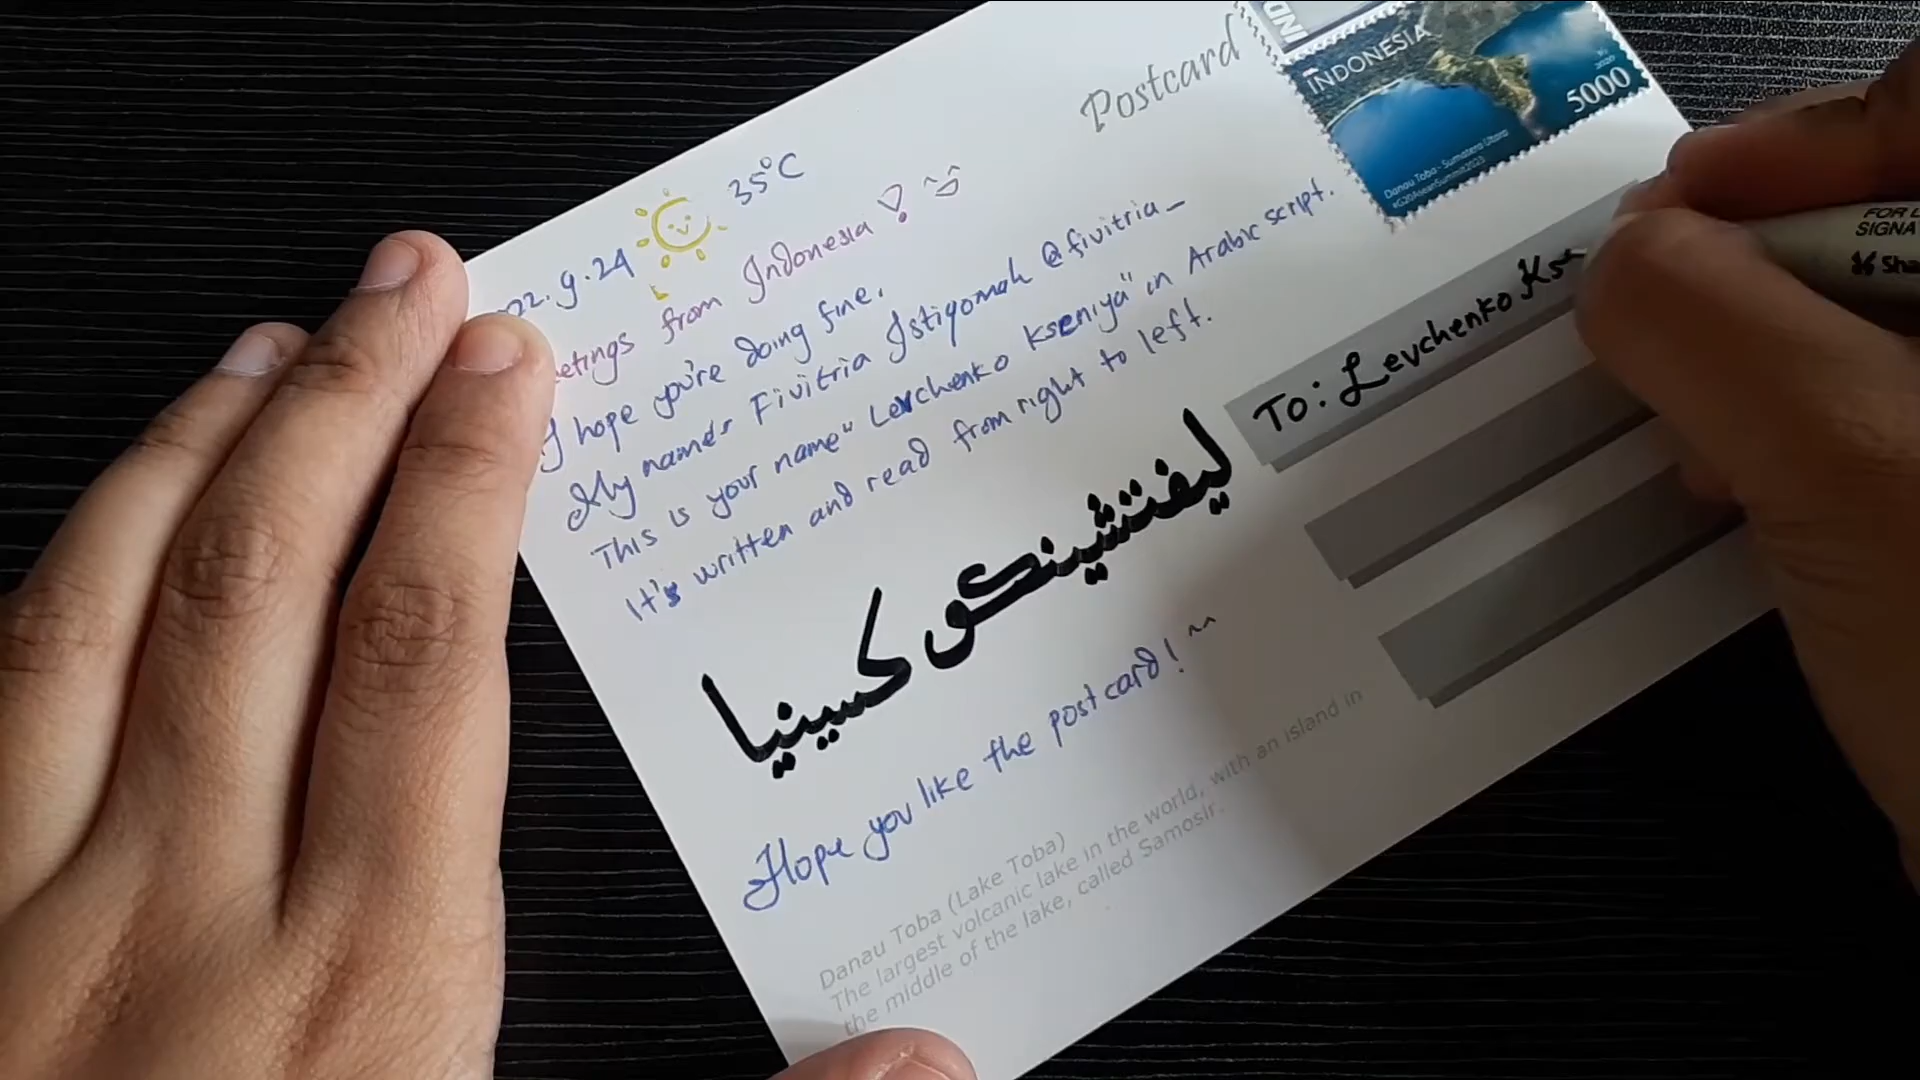 Postcard
INDONESIA
5000
2020
Danau Toba - Sumatera Utara
#G20AseanSummit2023
9.24 35°C
from Indonesia!
I hope you're doing fine.
My name's Fivitria Istiqomah @fivitria_
This is your name "Levchenko Kseniya" in Arabic script.
It's written and read from right to left.
ليفتشينكو كسينيا
Hope you like the postcard! ^^
To: Levchenko
Danau Toba (Lake Toba)
The largest volcanic lake in the world, with an island in
the middle of the lake, called Samosir.
FOR